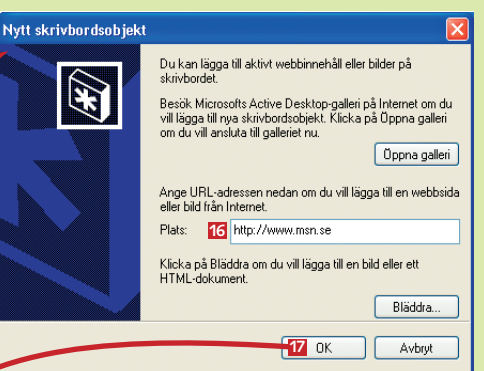 Nytt skrivbordsobjekt
Du kan lägga till aktivt webbinnehåll eller bilder på
skrivbordet.
Besök Microsofts Active Desktop-galleri på Internet om du
vill lägga till nya skrivbordsobjekt. Klicka på Öppna galleri
om du vill ansluta till galleriet nu.
Öppna galleri
Ange URL-adressen nedan om du vill lägga till en webbsida
eller bild från Internet.
Plats: 16 http://www.msn.se
Klicka på Bläddra om du vill lägga till en bild eller ett
HTML-dokument.
Bläddra...
17 OK Avbryt